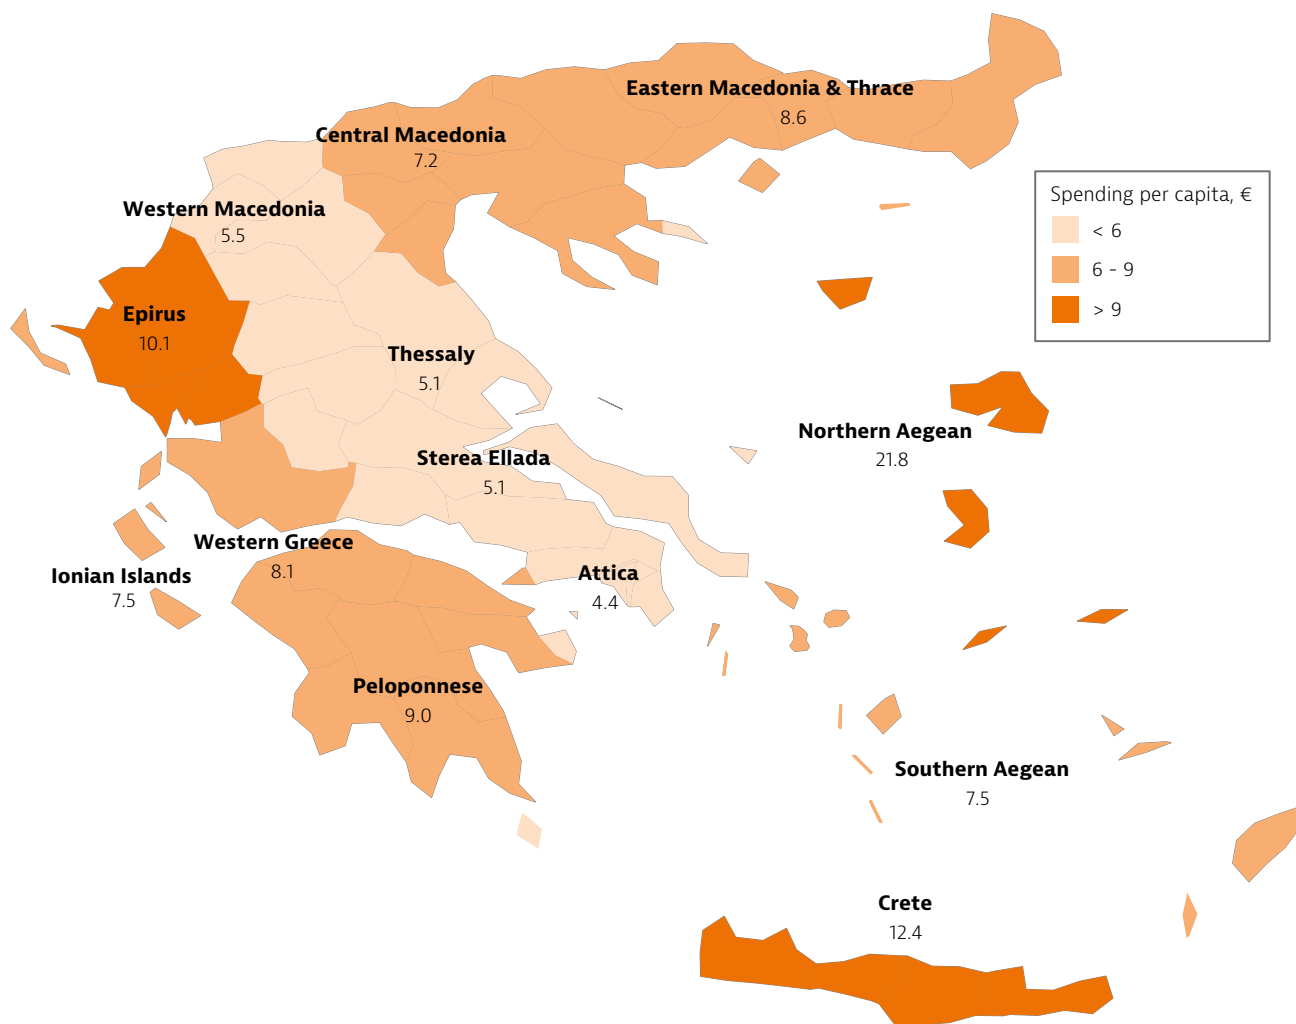 Eastern Macedonia & Thrace
8.6
Central Macedonia
7.2
Spending per capita, €
< 6
6 - 9
> 9
Western Macedonia
5.5
Epirus
10.1
Thessaly
5.1
Northern Aegean
21.8
Sterea Ellada
5.1
Western Greece
8.1
Ionian Islands
7.5
Attica
4.4
Peloponnese
9.0
Southern Aegean
7.5
Crete
12.4